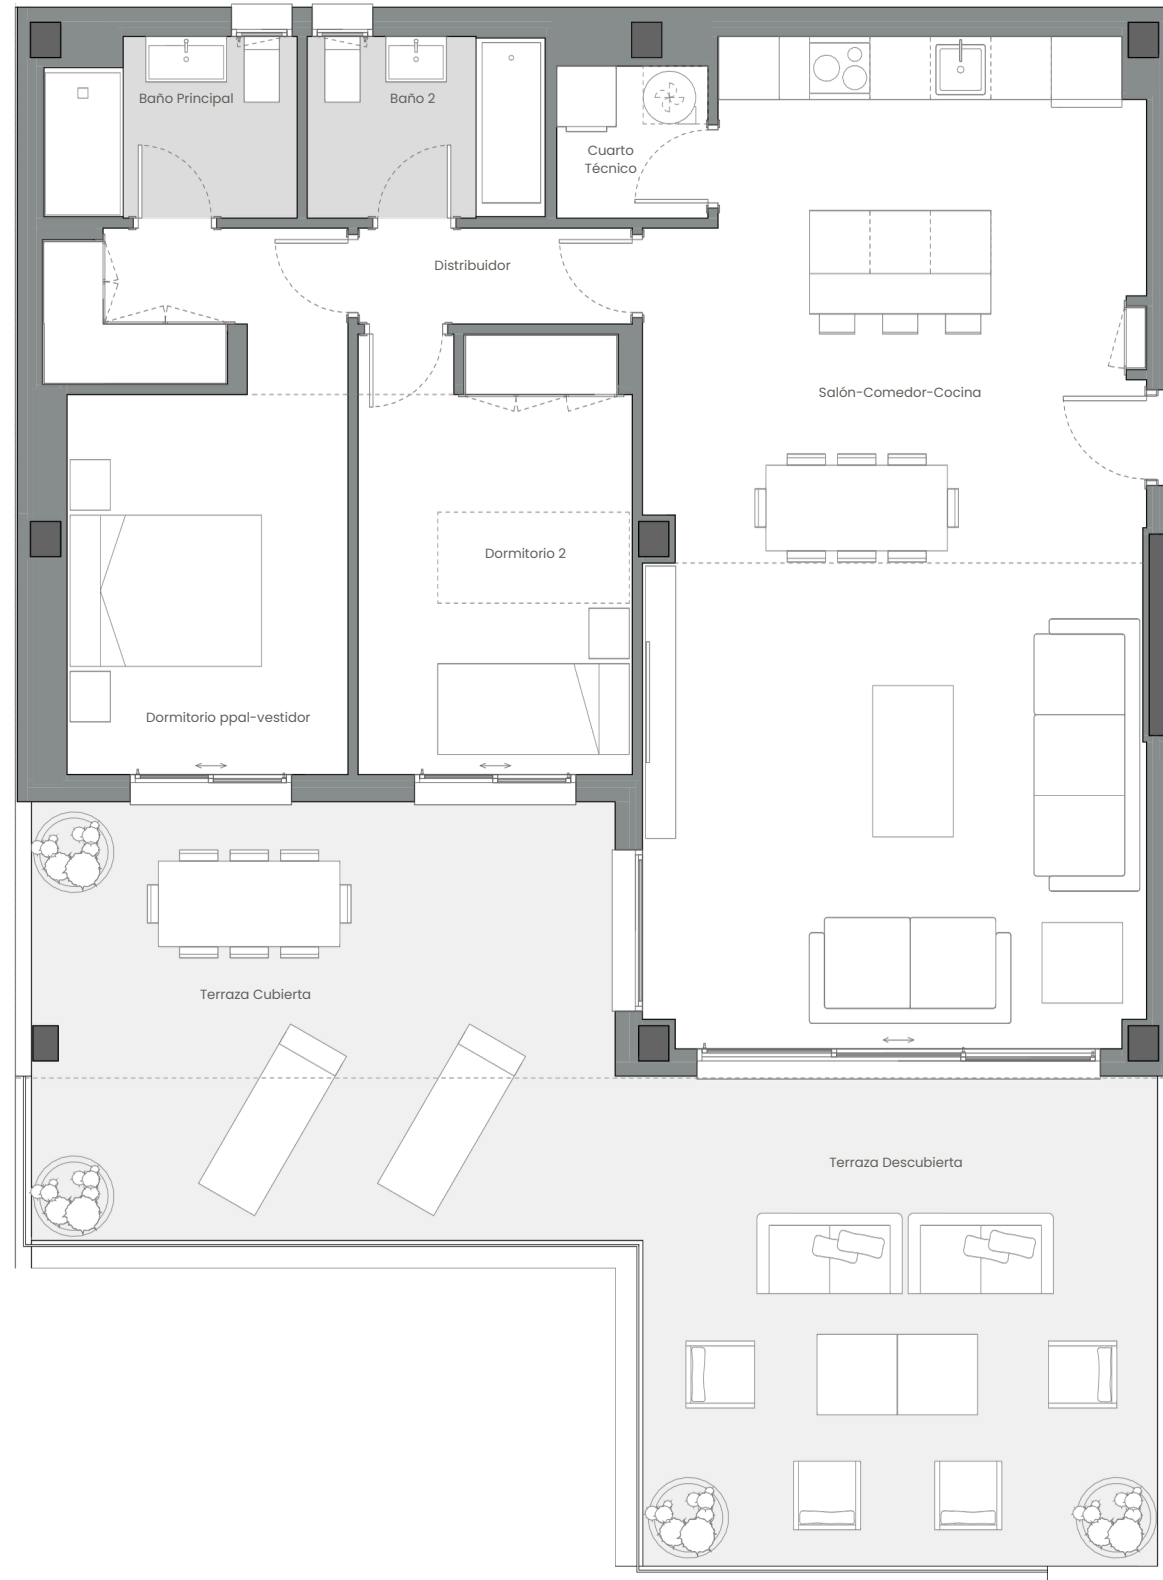 Baño Principal
Baño 2
Cuarto
Técnico
Distribuidor
Salón-Comedor-Cocina
Dormitorio 2
Dormitorio ppal-vestidor
Terraza Cubierta
Terraza Descubierta